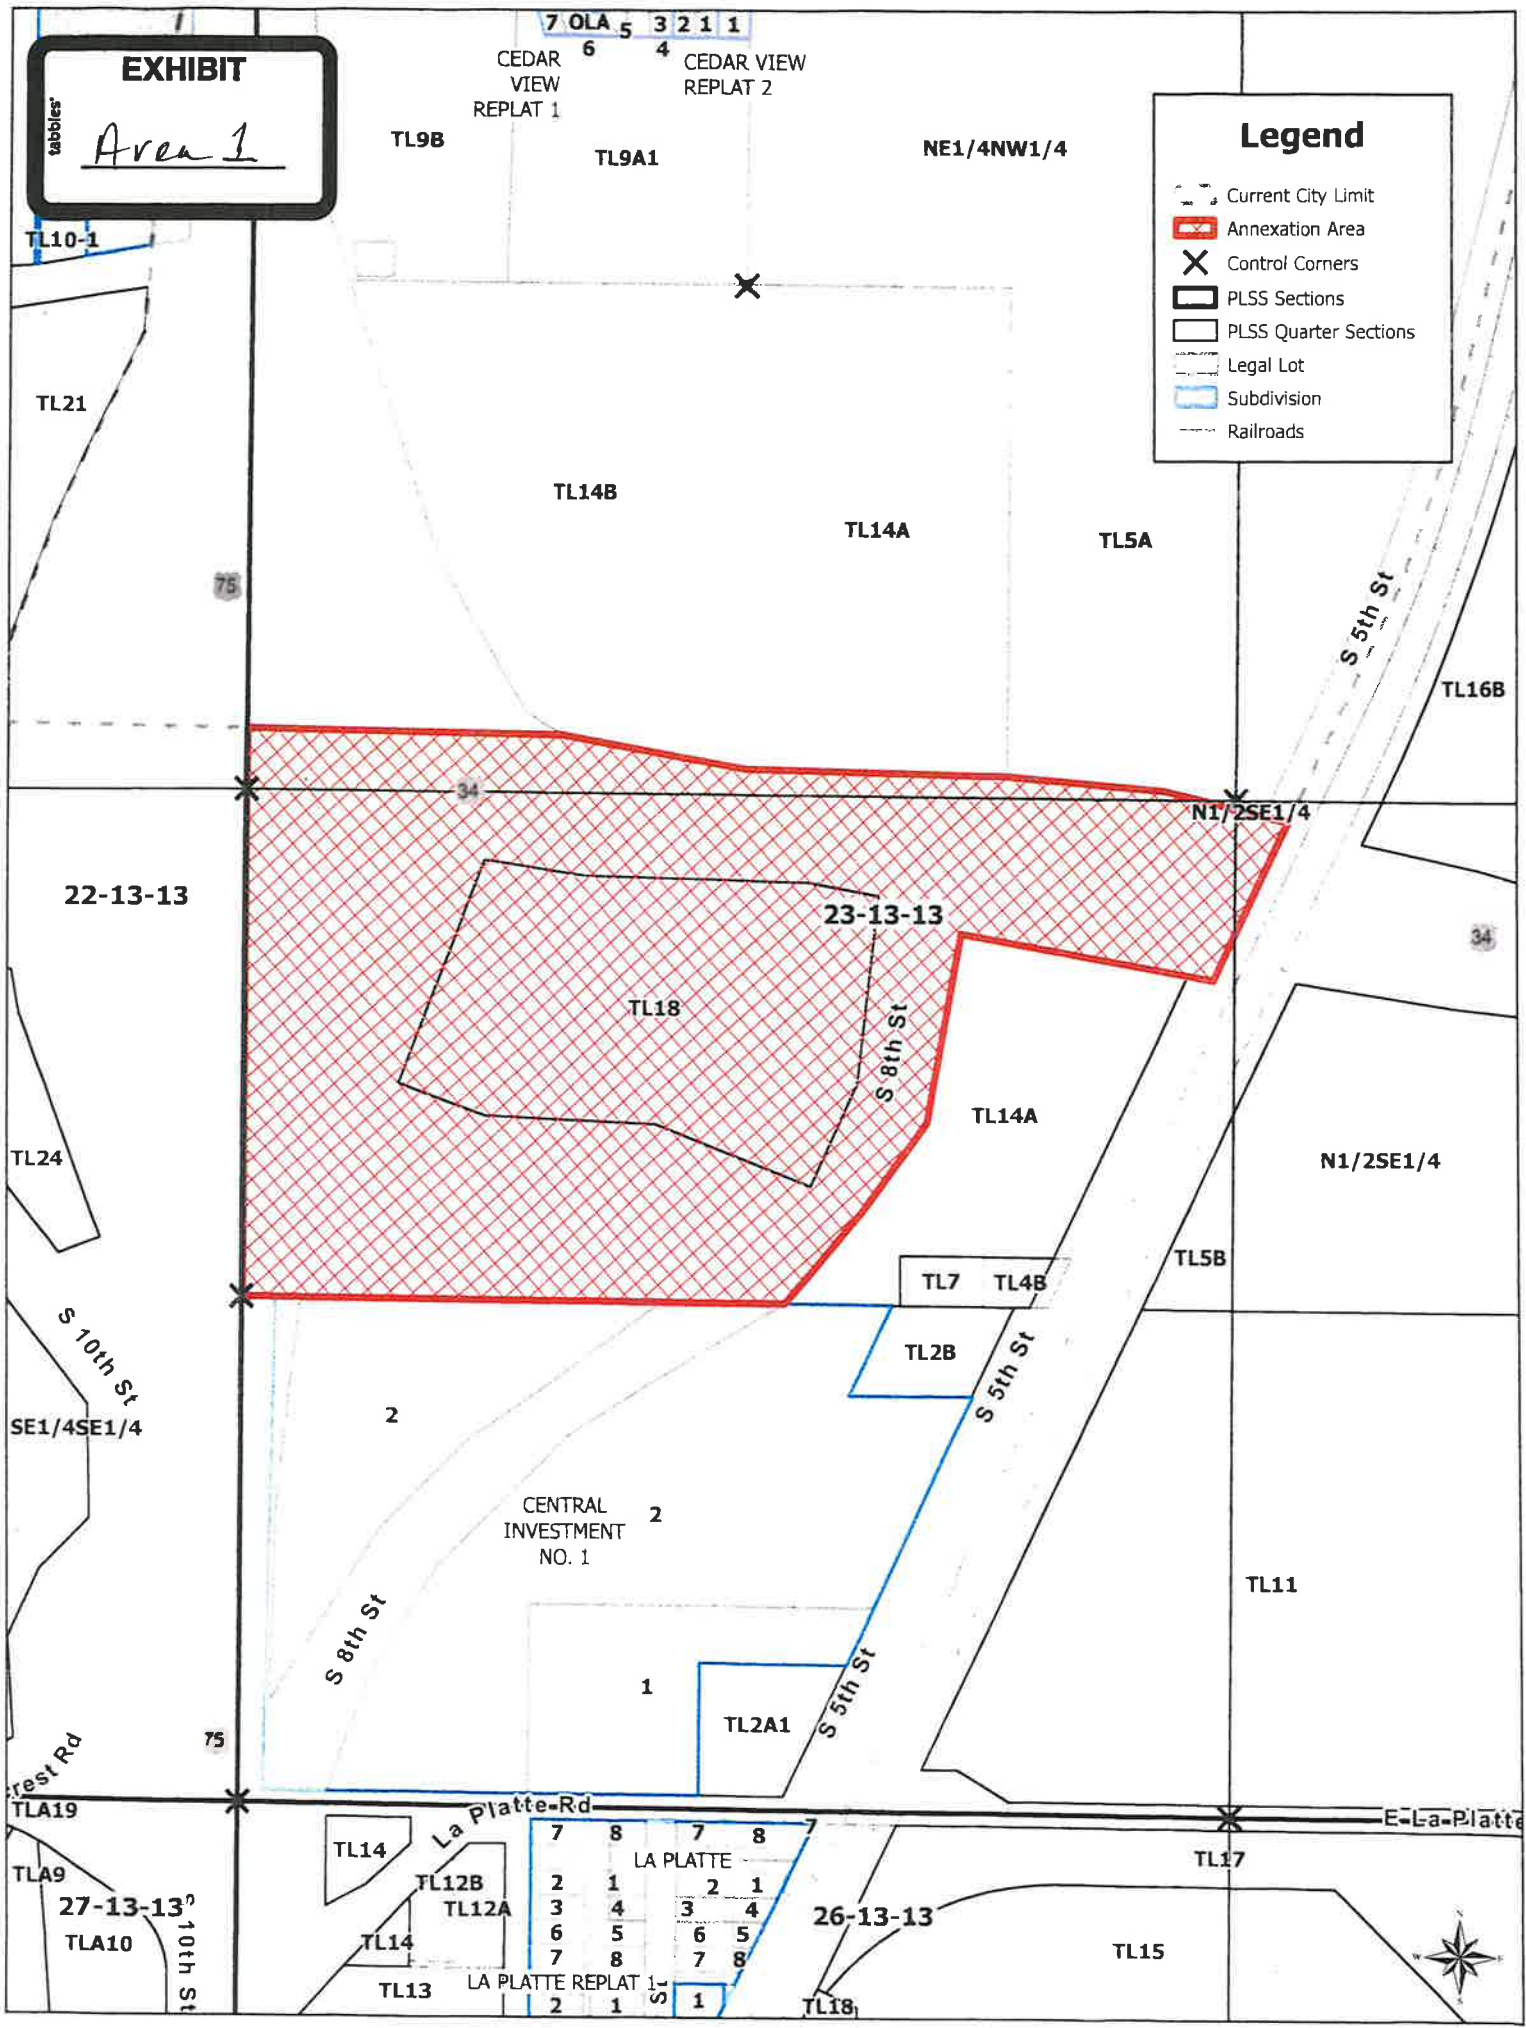 EXHIBIT
tabbies'
Area 1
7 OLA 5 3 2 1 1
6 4
CEDAR
VIEW
REPLAT 1
CEDAR VIEW
REPLAT 2
TL9B
TL9A1
NE1/4NW1/4
Legend
Current City Limit
Annexation Area
Control Corners
PLSS Sections
PLSS Quarter Sections
Legal Lot
Subdivision
Railroads
TL10-1
TL21
TL14B
TL14A
TL5A
75
S 5th St
TL16B
34
N1/2SE1/4
22-13-13
23-13-13
34
TL18
S 8th St
TL14A
TL24
N1/2SE1/4
TL5B
TL7
TL4B
S 10th St
TL2B
S 5th St
2
SE1/4SE1/4
CENTRAL
INVESTMENT
NO. 1
2
TL11
S 8th St
1
S 5th St
TL2A1
75
crest Rd
TLA19
La Platte Rd
E La Platte
7 8 7 8 7
TL14
LA PLATTE
TL17
TLA9
TL12B
2 1 2 1
27-13-13
TL12A
3 4 3 4
26-13-13
6 5 6 5
TLA10
TL14
7 8 7 8
TL15
S 10th St
TL13
LA PLATTE REPLAT 1
St
2 1 1
TL18
N
W E
S